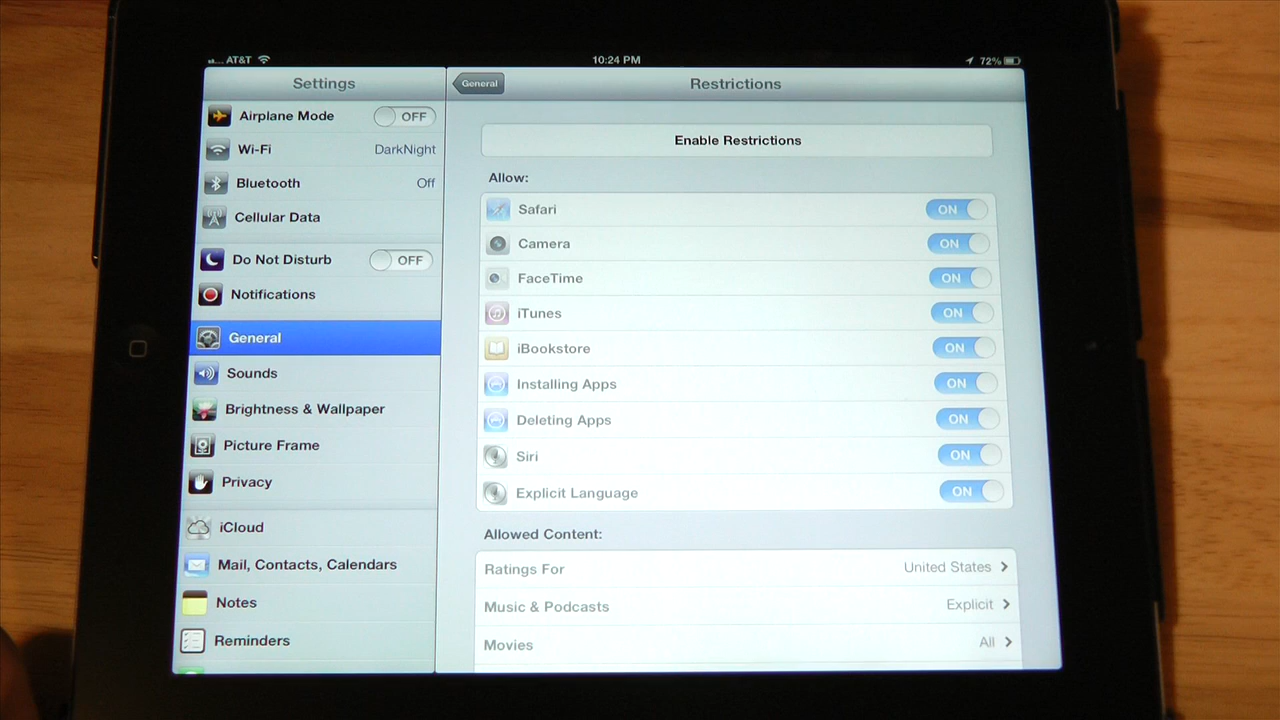 AT&T
10:24 PM
72%
Settings
Airplane Mode OFF
Wi-Fi DarkNight
Bluetooth Off
Cellular Data
Do Not Disturb OFF
Notifications
General
Sounds
Brightness & Wallpaper
Picture Frame
Privacy
iCloud
Mail, Contacts, Calendars
Notes
Reminders
General
Restrictions
Enable Restrictions
Allow:
Safari ON
Camera ON
FaceTime ON
iTunes ON
iBookstore ON
Installing Apps ON
Deleting Apps ON
Siri ON
Explicit Language ON
Allowed Content:
Ratings For United States
Music & Podcasts Explicit
Movies All